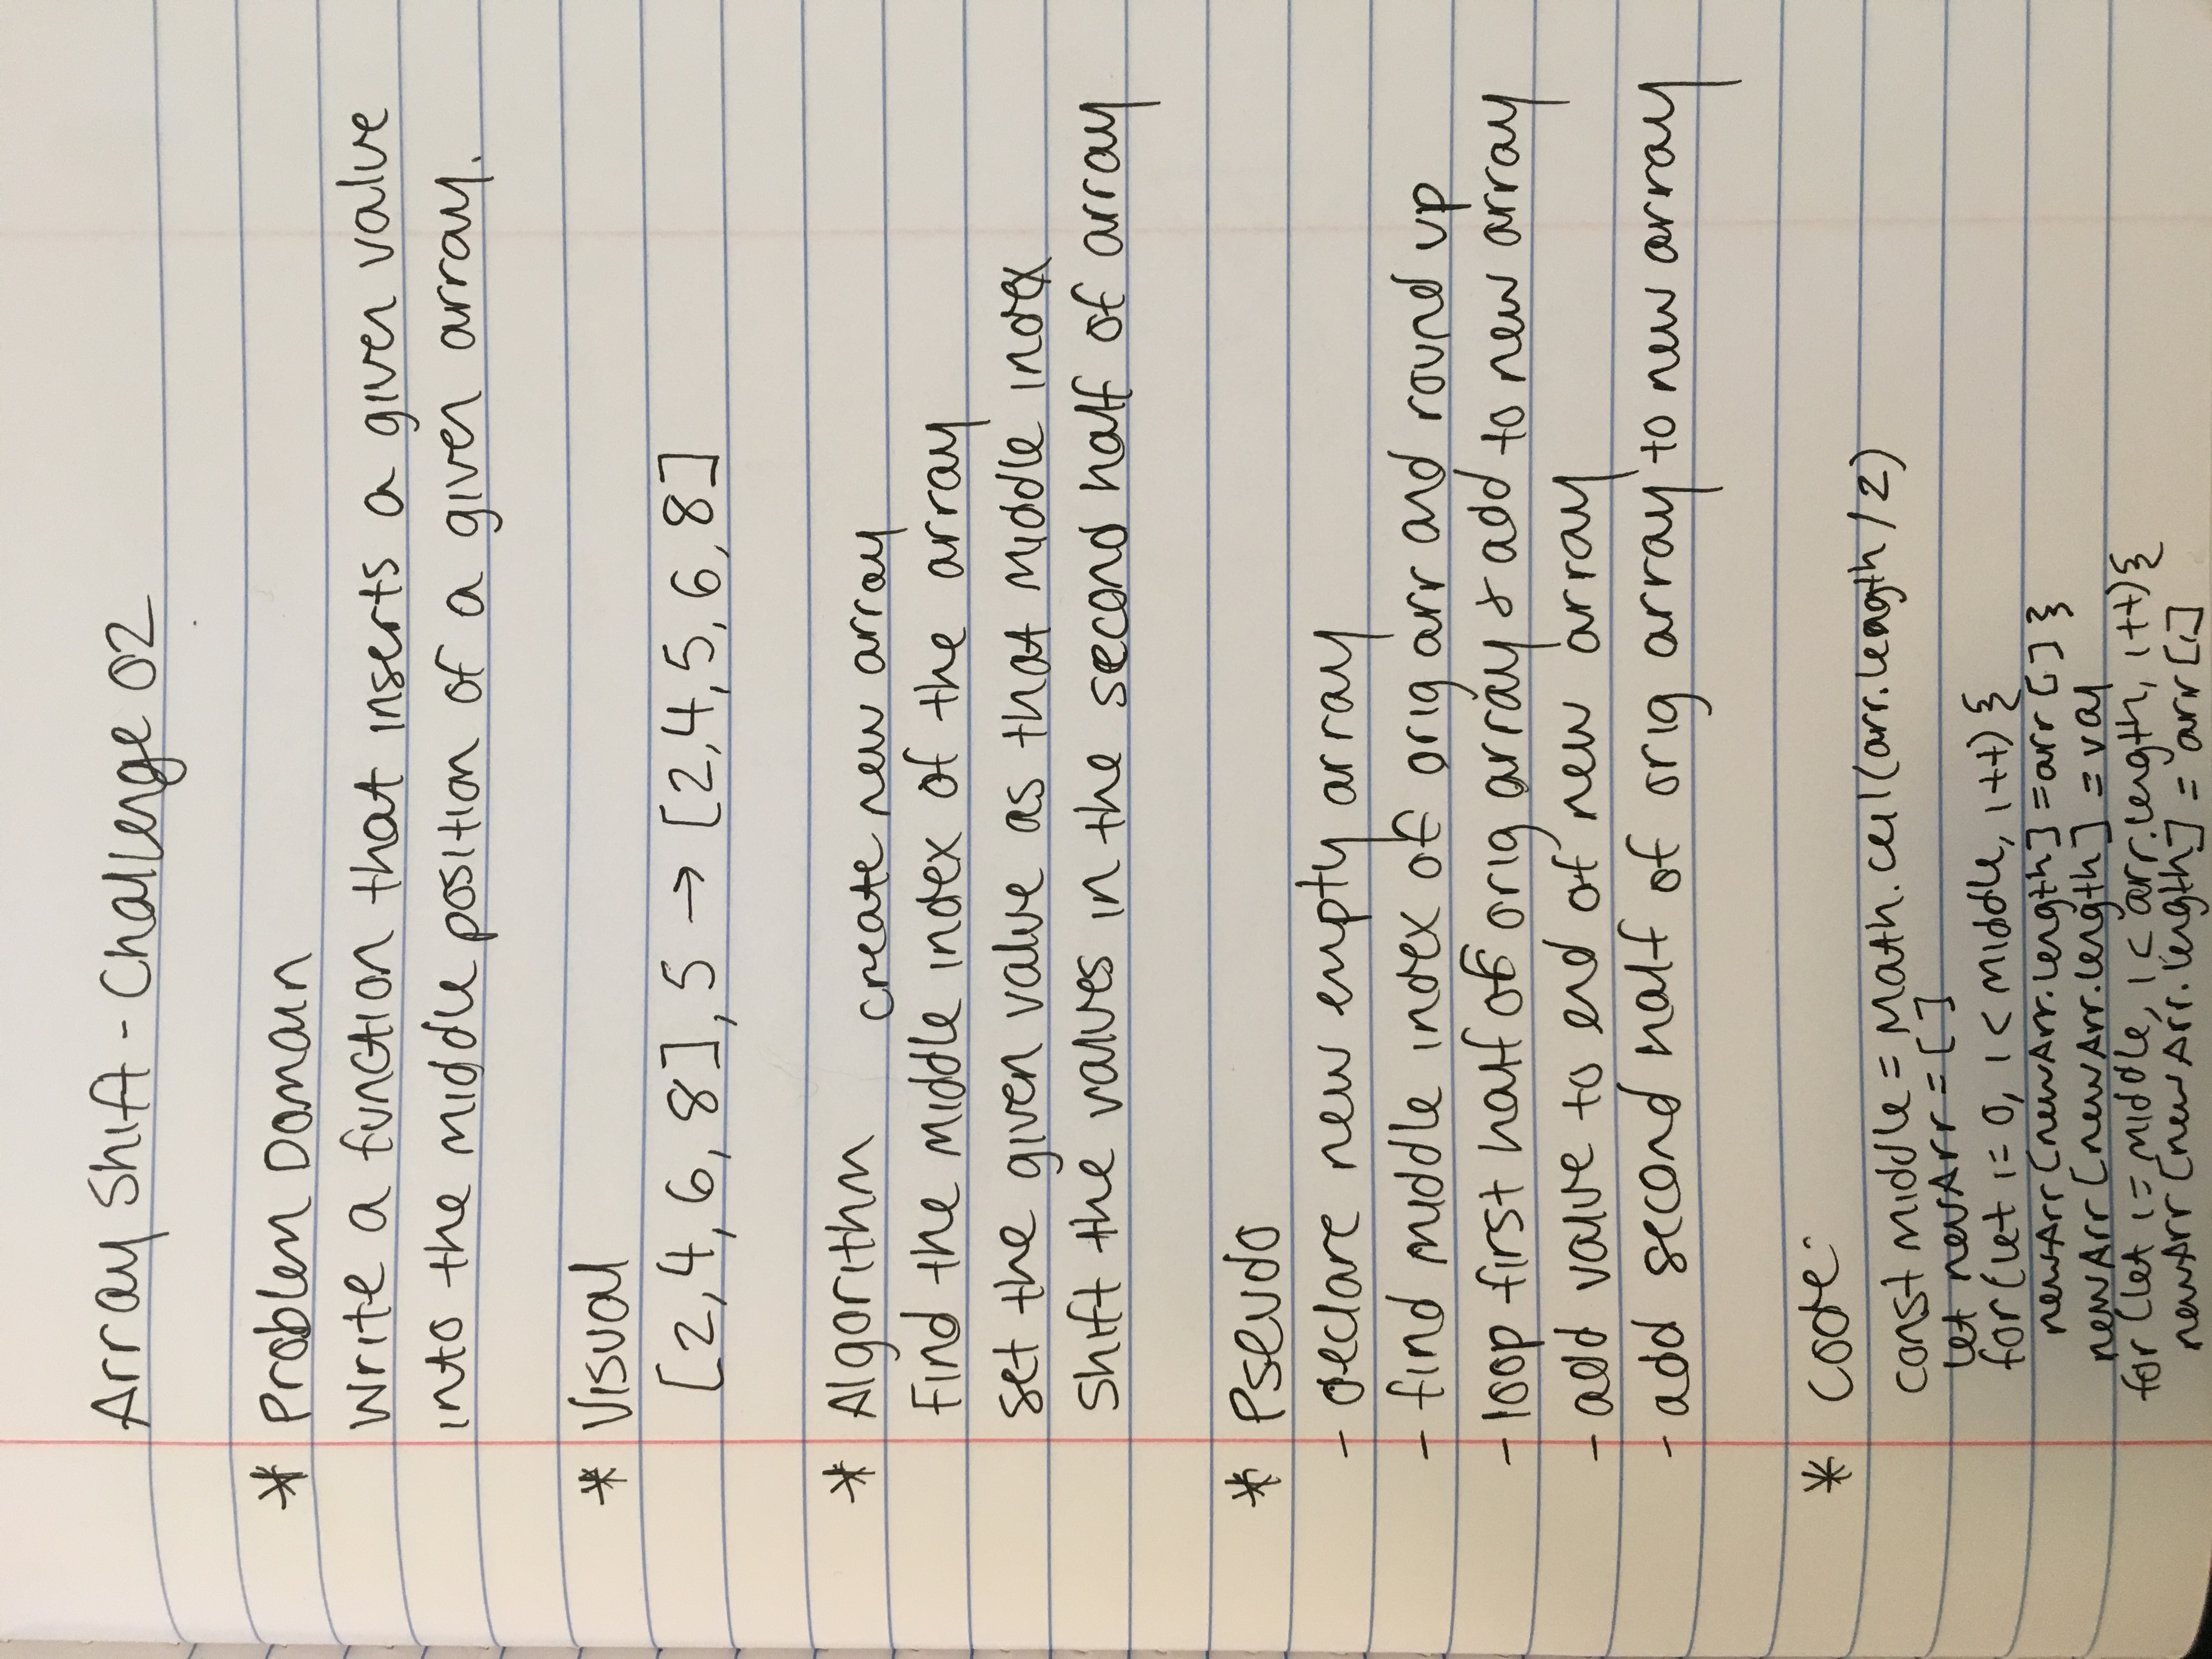 Array Shift - Challenge 02
* Problem Domain
Write a function that inserts a given value
into the middle position of a given array.
* Visual
[2,4,6,8],5 → [2,4,5,6,8]
* Algorithm create new array
Find the middle index of the array
set the given value as that middle index
Shift the values in the second half of array
* Pseudo
- declare new empty array
- find middle index of orig arr and round up
- loop first half of orig array & add to new array
- add value to end of new array
- add second half of orig array to new array
* Code
const middle = Math.ceil(arr.length/2)
let newArr = []
for(let i=0, i<middle, i++){
newArr[newArr.length]=arr[i]}
newArr[newArr.length] = val
for(let i=middle, i<arr.length, i++){
newArr[newArr.length] = arr[i]